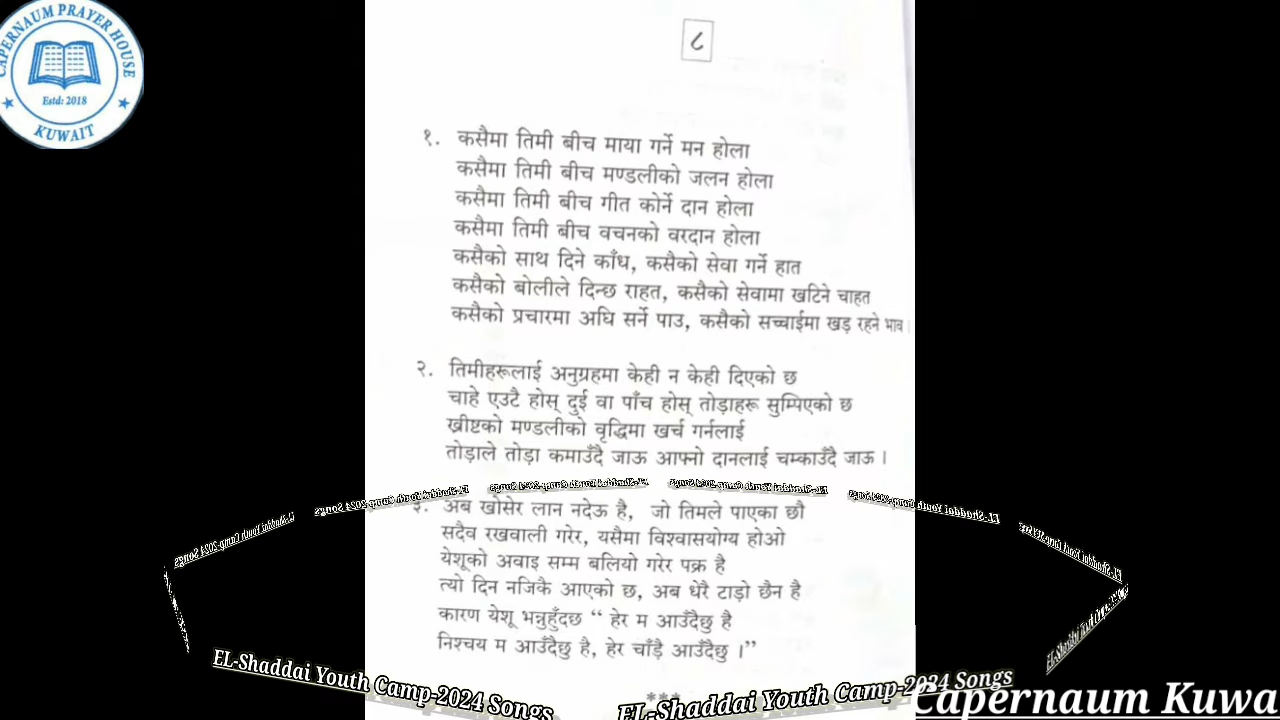 CAPERNAUM PRAYER HOUSE
Estd: 2018
KUWAIT
८
१. कसैमा तिमी बीच माया गर्ने मन होला
कसैमा तिमी बीच मण्डलीको जलन होला
कसैमा तिमी बीच गीत कोर्ने दान होला
कसैमा तिमी बीच वचनको वरदान होला
कसैको साथ दिने काँध, कसैको सेवा गर्ने हात
कसैको बोलीले दिन्छ राहत, कसैको सेवामा खटिने चाहत
कसैको प्रचारमा अघि सर्ने पाउ, कसैको सच्चाईमा खड़ रहने भाव।
२. तिमीहरूलाई अनुग्रहमा केही न केही दिएको छ
चाहे एउटै होस् दुई वा पाँच होस् तोड़ाहरू सुम्पिएको छ
ख्रीष्टको मण्डलीको वृद्धिमा खर्च गर्नलाई
तोड़ाले तोड़ा कमाउँदै जाऊ आफ्नो दानलाई चम्काउँदै जाऊ ।
३. अब खोसेर लान नदेऊ है, जो तिमले पाएका छौ
सदैव रखवाली गरेर, यसैमा विश्वासयोग्य होओ
येशूको अवाइ सम्म बलियो गरेर पक्र है
त्यो दिन नजिकै आएको छ, अब धेरै टाड़ो छैन है
कारण येशू भन्नुहुँदछ “ हेर म आउँदैछु है
निश्चय म आउँदैछु है, हेर चाँड़ै आउँदैछु ।”
***
EL-Shaddai Youth Camp-2024 Songs
EL-Shaddai Youth Camp-2024 Songs
Capernaum Kuwa